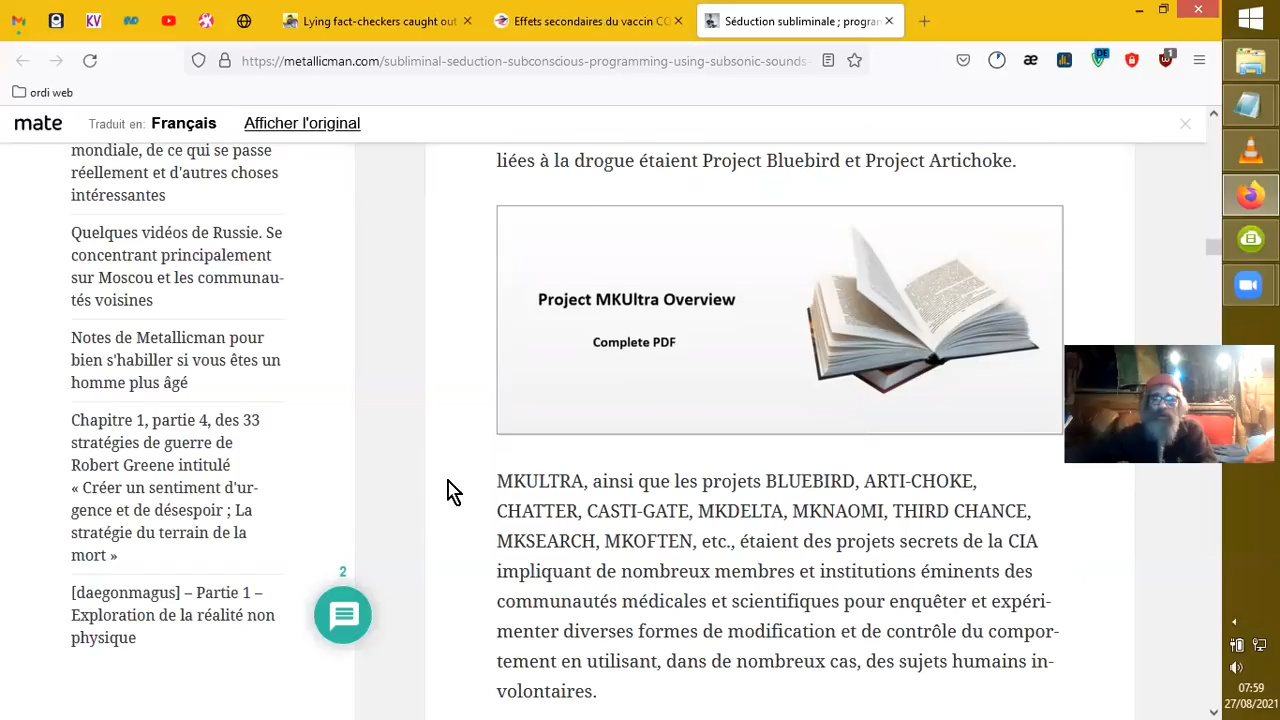 KV
Lying fact-checkers caught out
Effets secondaires du vaccin CO
Séduction subliminale ; program
https://metallicman.com/subliminal-seduction-subconscious-programming-using-subsonic-sounds-
æ
DE
1
ordi web
mate
Traduit en: Français
Afficher l'original
mondiale, de ce qui se passe
réellement et d'autres choses
intéressantes
Quelques vidéos de Russie. Se
concentrant principalement
sur Moscou et les communau-
tés voisines
Notes de Metallicman pour
bien s'habiller si vous êtes un
homme plus âgé
Chapitre 1, partie 4, des 33
stratégies de guerre de
Robert Greene intitulé
« Créer un sentiment d'ur-
gence et de désespoir ; La
stratégie du terrain de la
mort »
[daegonmagus] – Partie 1 –
Exploration de la réalité non
physique
2
liées à la drogue étaient Project Bluebird et Project Artichoke.
Project MKUltra Overview
Complete PDF
MKULTRA, ainsi que les projets BLUEBIRD, ARTI-CHOKE,
CHATTER, CASTI-GATE, MKDELTA, MKNAOMI, THIRD CHANCE,
MKSEARCH, MKOFTEN, etc., étaient des projets secrets de la CIA
impliquant de nombreux membres et institutions éminents des
communautés médicales et scientifiques pour enquêter et expéri-
menter diverses formes de modification et de contrôle du compor-
tement en utilisant, dans de nombreux cas, des sujets humains in-
volontaires.
07:59
27/08/2021